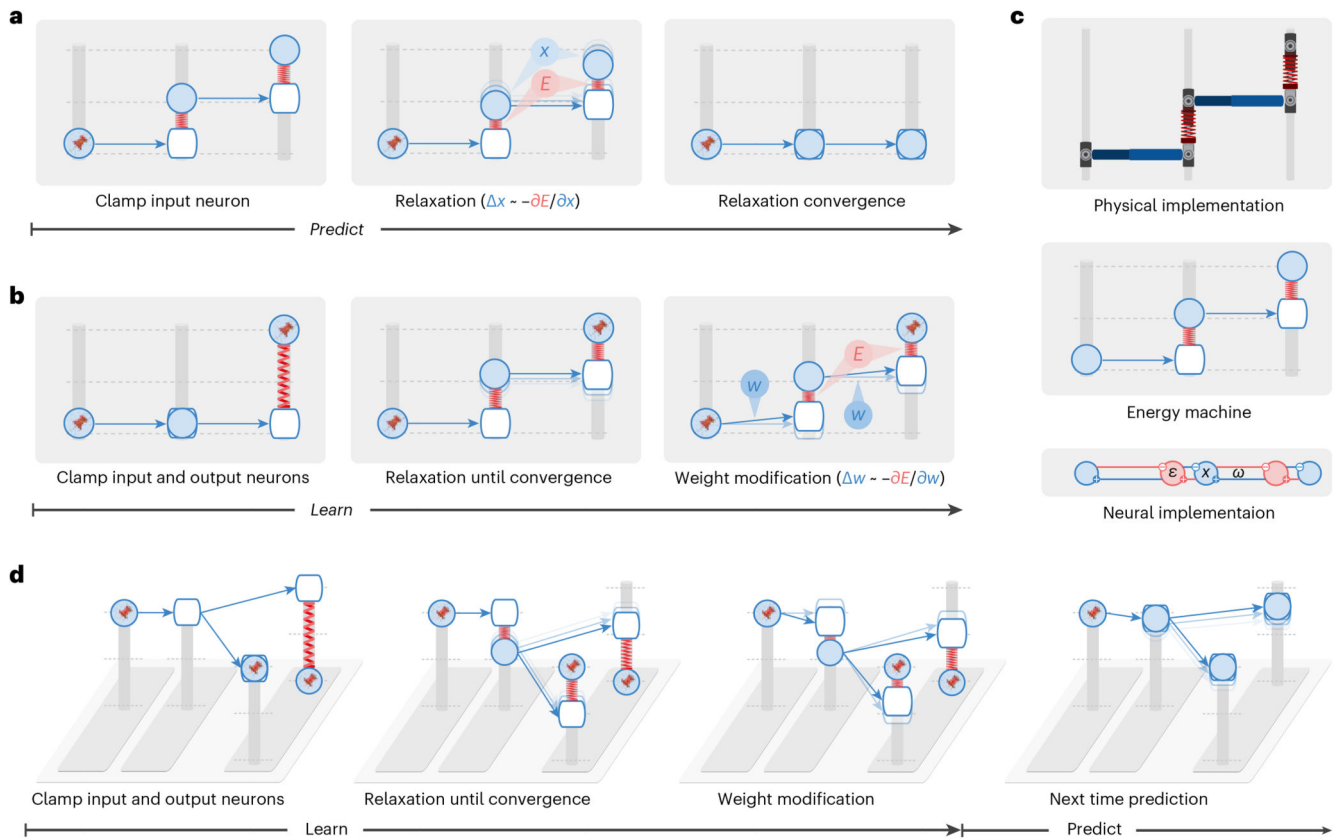 a
x
E
Clamp input neuron
Relaxation (Δx ~ −∂E/∂x)
Relaxation convergence
Predict
b
E
w
w
Clamp input and output neurons
Relaxation until convergence
Weight modification (Δw ~ −∂E/∂w)
Learn
c
Physical implementation
Energy machine
ε x ω
Neural implementaion
d
Clamp input and output neurons
Relaxation until convergence
Weight modification
Next time prediction
Learn
Predict